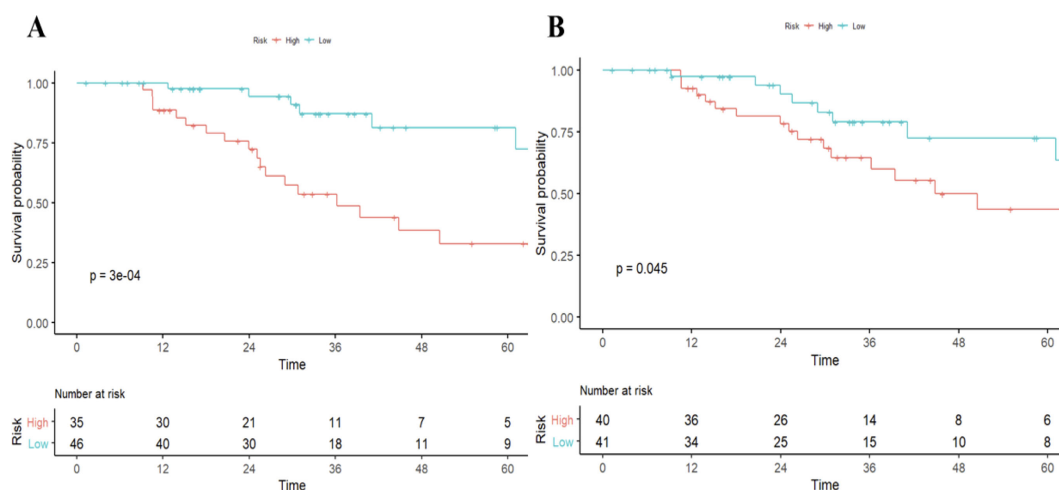 A
Risk High Low
1.00
0.75
0.50
0.25
0.00
Survival probability
p = 3e-04
0 12 24 36 48 60
Time
Number at risk
Risk
High 35 30 21 11 7 5
Low 46 40 30 18 11 9
0 12 24 36 48 60
Time
B
Risk High Low
1.00
0.75
0.50
0.25
0.00
Survival probability
p = 0.045
0 12 24 36 48 60
Time
Number at risk
Risk
High 40 36 26 14 8 6
Low 41 34 25 15 10 8
0 12 24 36 48 60
Time